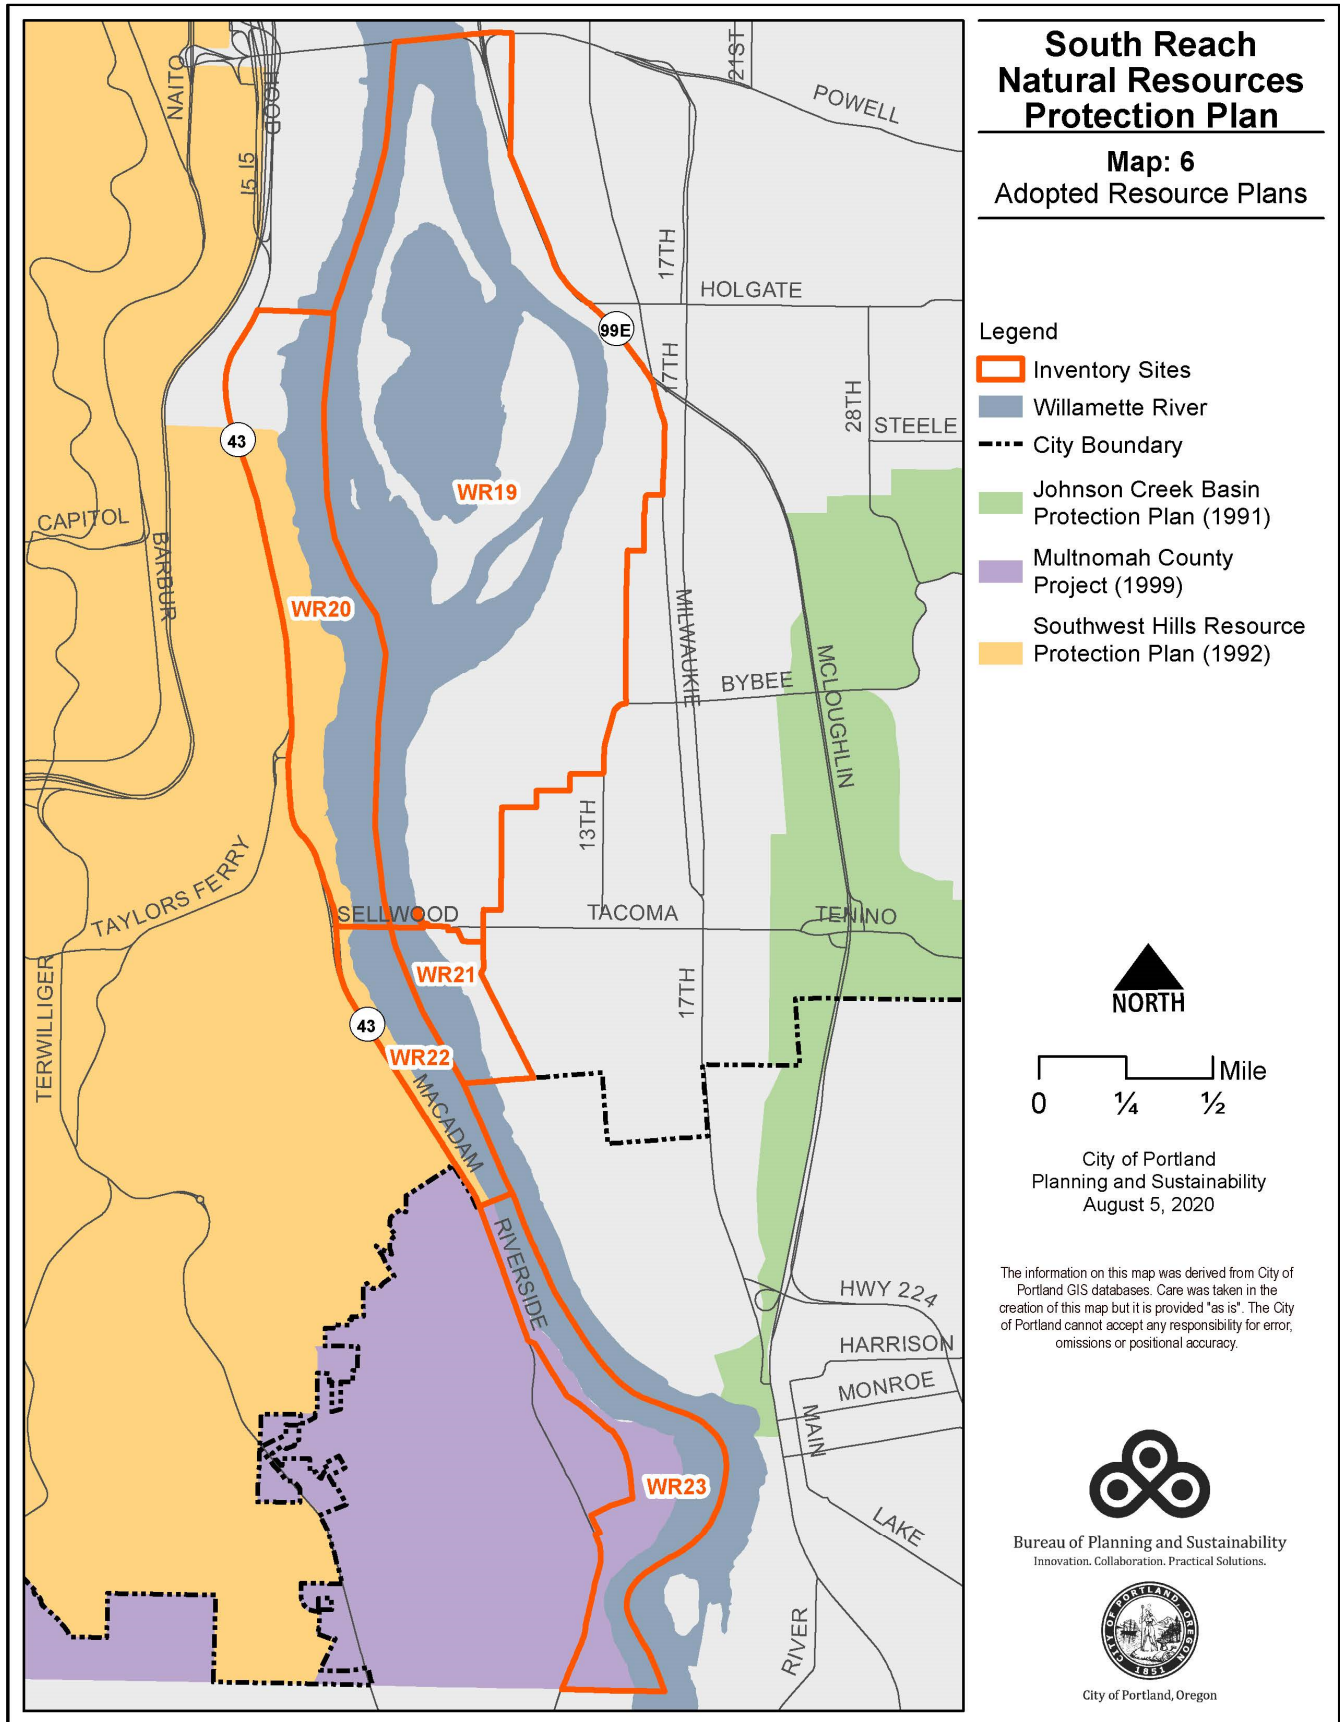 South Reach
Natural Resources
Protection Plan
Map: 6
Adopted Resource Plans
Legend
Inventory Sites
Willamette River
City Boundary
Johnson Creek Basin
Protection Plan (1991)
Multnomah County
Project (1999)
Southwest Hills Resource
Protection Plan (1992)
NORTH
Mile
0 ¼ ½
City of Portland
Planning and Sustainability
August 5, 2020
The information on this map was derived from City of
Portland GIS databases. Care was taken in the
creation of this map but it is provided "as is". The City
of Portland cannot accept any responsibility for error,
omissions or positional accuracy.
Bureau of Planning and Sustainability
Innovation. Collaboration. Practical Solutions.
CITY OF PORTLAND, OREGON
1851
City of Portland, Oregon
NAITO
HOOD
I5 I5
21ST
POWELL
17TH
HOLGATE
99E
17TH
28TH
STEELE
43
WR19
CAPITOL
BARBUR
WR20
MILWAUKIE
BYBEE
MCLOUGHLIN
13TH
TAYLORS FERRY
SELLWOOD
TACOMA
TENINO
WR21
TERWILLIGER
17TH
43
WR22
MACADAM
RIVERSIDE
HWY 224
HARRISON
MONROE
MAIN
WR23
LAKE
RIVER